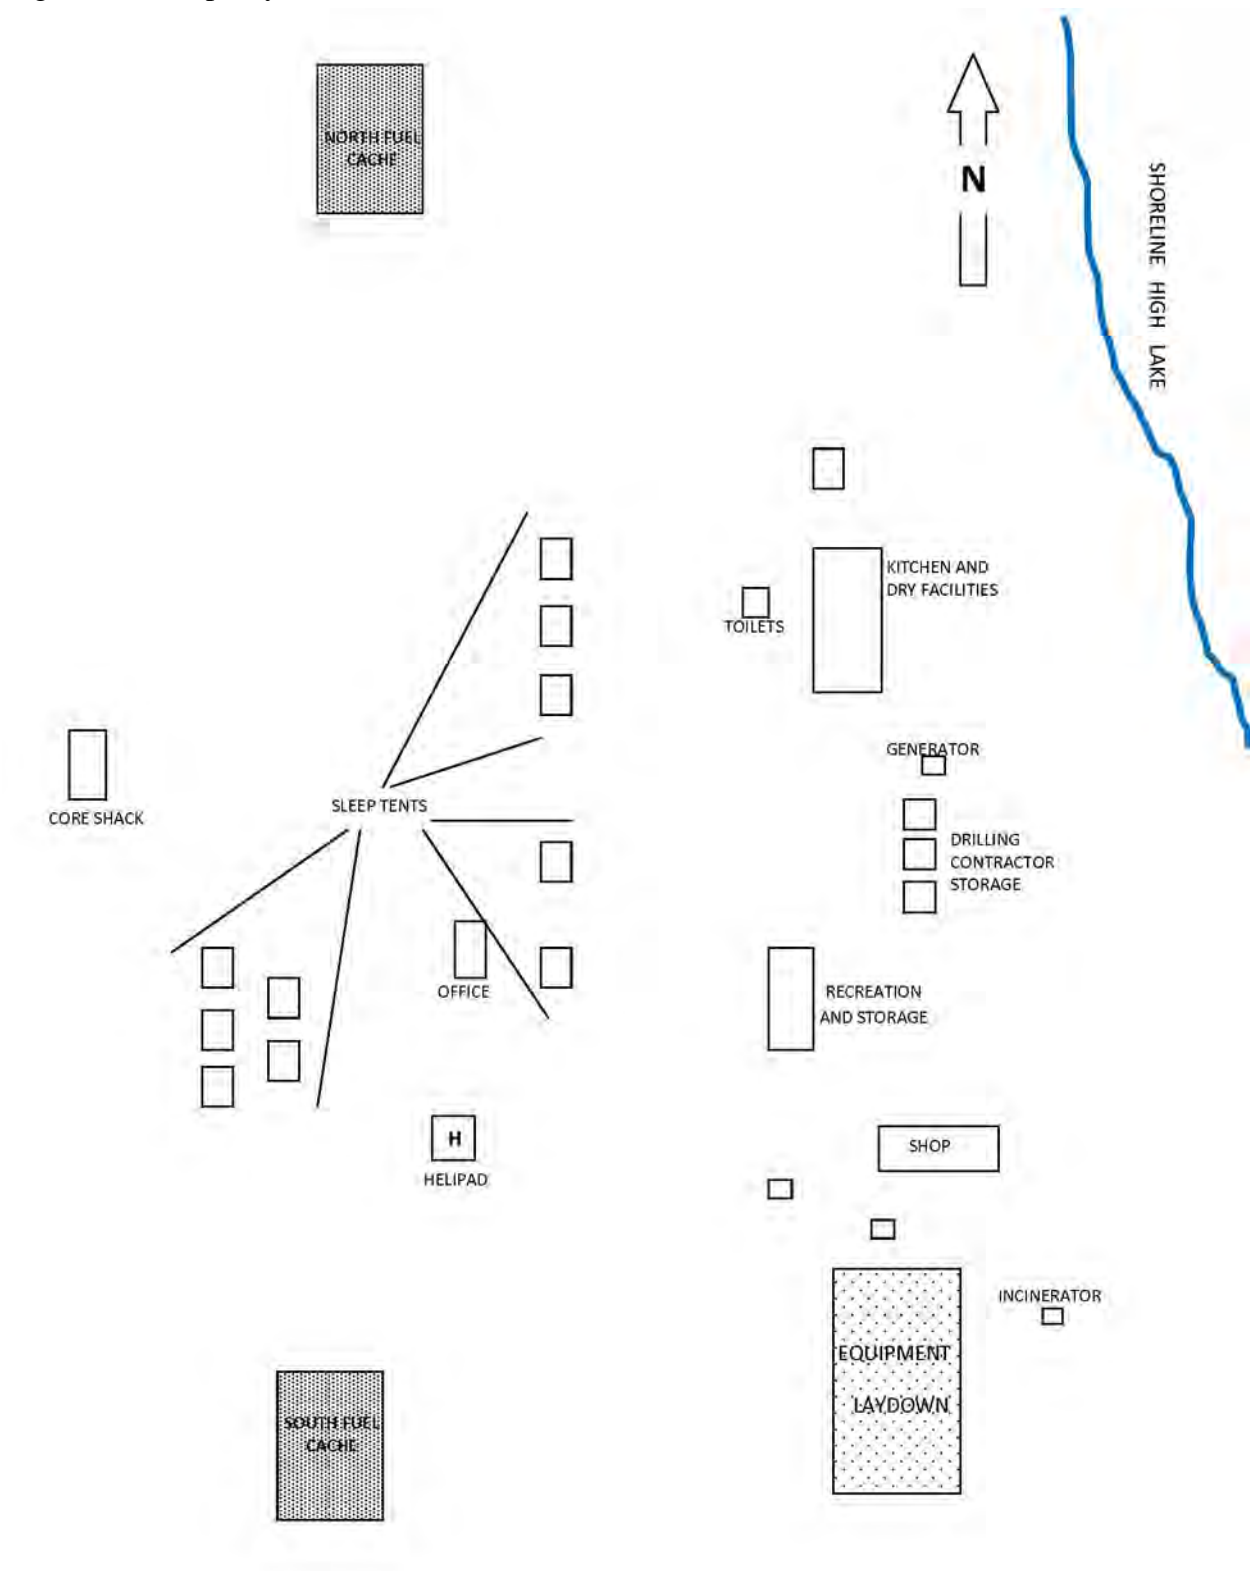 NORTH FUEL
CACHE
N
SHORELINE HIGH LAKE
KITCHEN AND
DRY FACILITIES
TOILETS
GENERATOR
CORE SHACK
SLEEP TENTS
DRILLING
CONTRACTOR
STORAGE
OFFICE
RECREATION
AND STORAGE
H
HELIPAD
SHOP
INCINERATOR
EQUIPMENT
LAYDOWN
SOUTH FUEL
CACHE